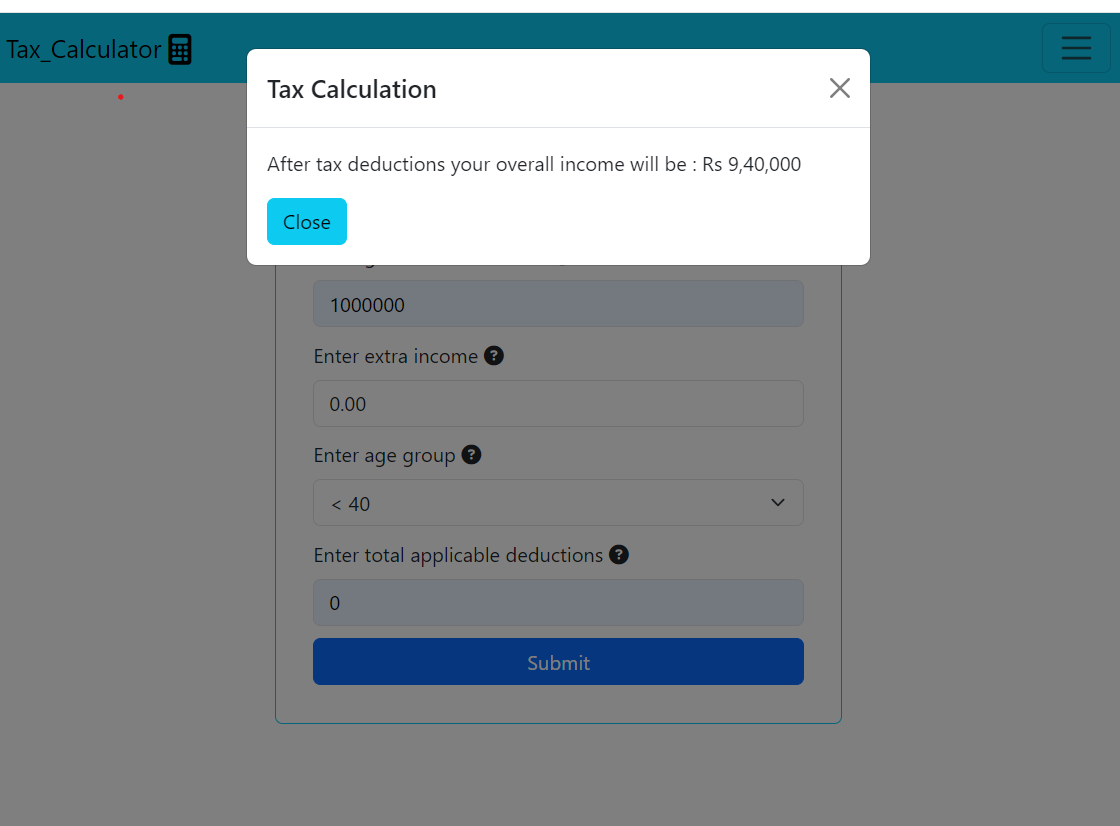 Tax_Calculator
Tax Calculation
After tax deductions your overall income will be : Rs 9,40,000
Close
1000000
Enter extra income ?
0.00
Enter age group ?
< 40
Enter total applicable deductions ?
0
Submit